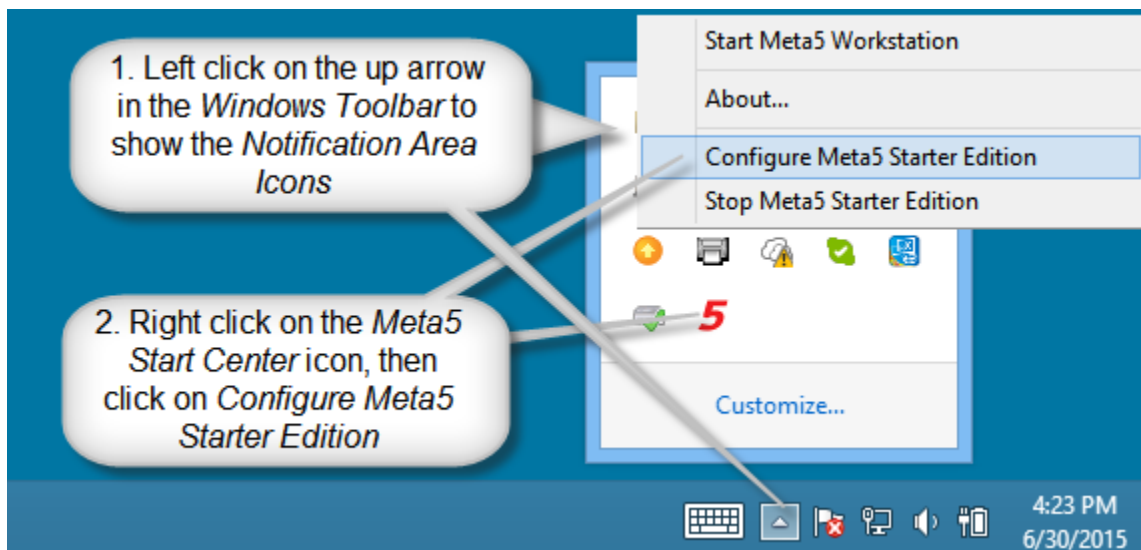 1. Left click on the up arrow
in the Windows Toolbar to
show the Notification Area
Icons
Start Meta5 Workstation
About...
Configure Meta5 Starter Edition
Stop Meta5 Starter Edition
2. Right click on the Meta5
Start Center icon, then
click on Configure Meta5
Starter Edition
5
Customize...
4:23 PM
6/30/2015